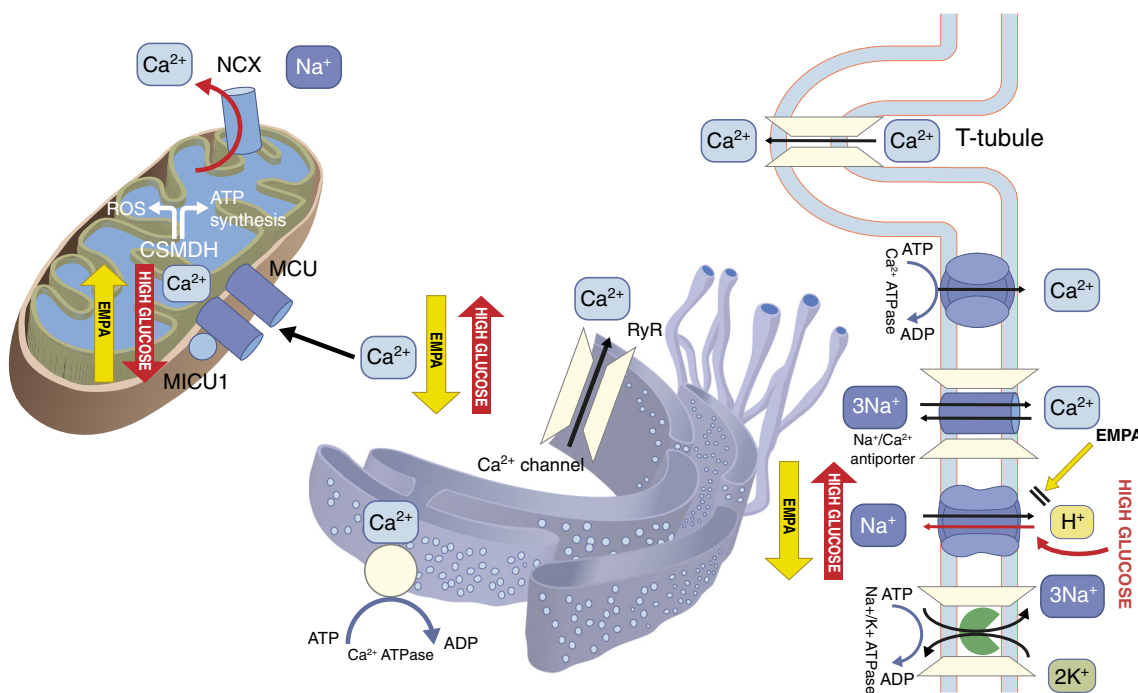 Ca²⁺
NCX
Na⁺
ROS
ATP
synthesis
CSMDH
Ca²⁺
MCU
EMPA
HIGH GLUCOSE
MICU1
Ca²⁺
EMPA
HIGH GLUCOSE
Ca²⁺
RyR
Ca²⁺ channel
Ca²⁺
ATP
Ca²⁺ ATPase
ADP
EMPA
HIGH GLUCOSE
Ca²⁺
Ca²⁺
T-tubule
ATP
Ca²⁺ ATPase
ADP
Ca²⁺
3Na⁺
Ca²⁺
Na⁺/Ca²⁺
antiporter
EMPA
Na⁺
H⁺
HIGH GLUCOSE
ATP
Na+/K+ ATPase
ADP
3Na⁺
2K⁺